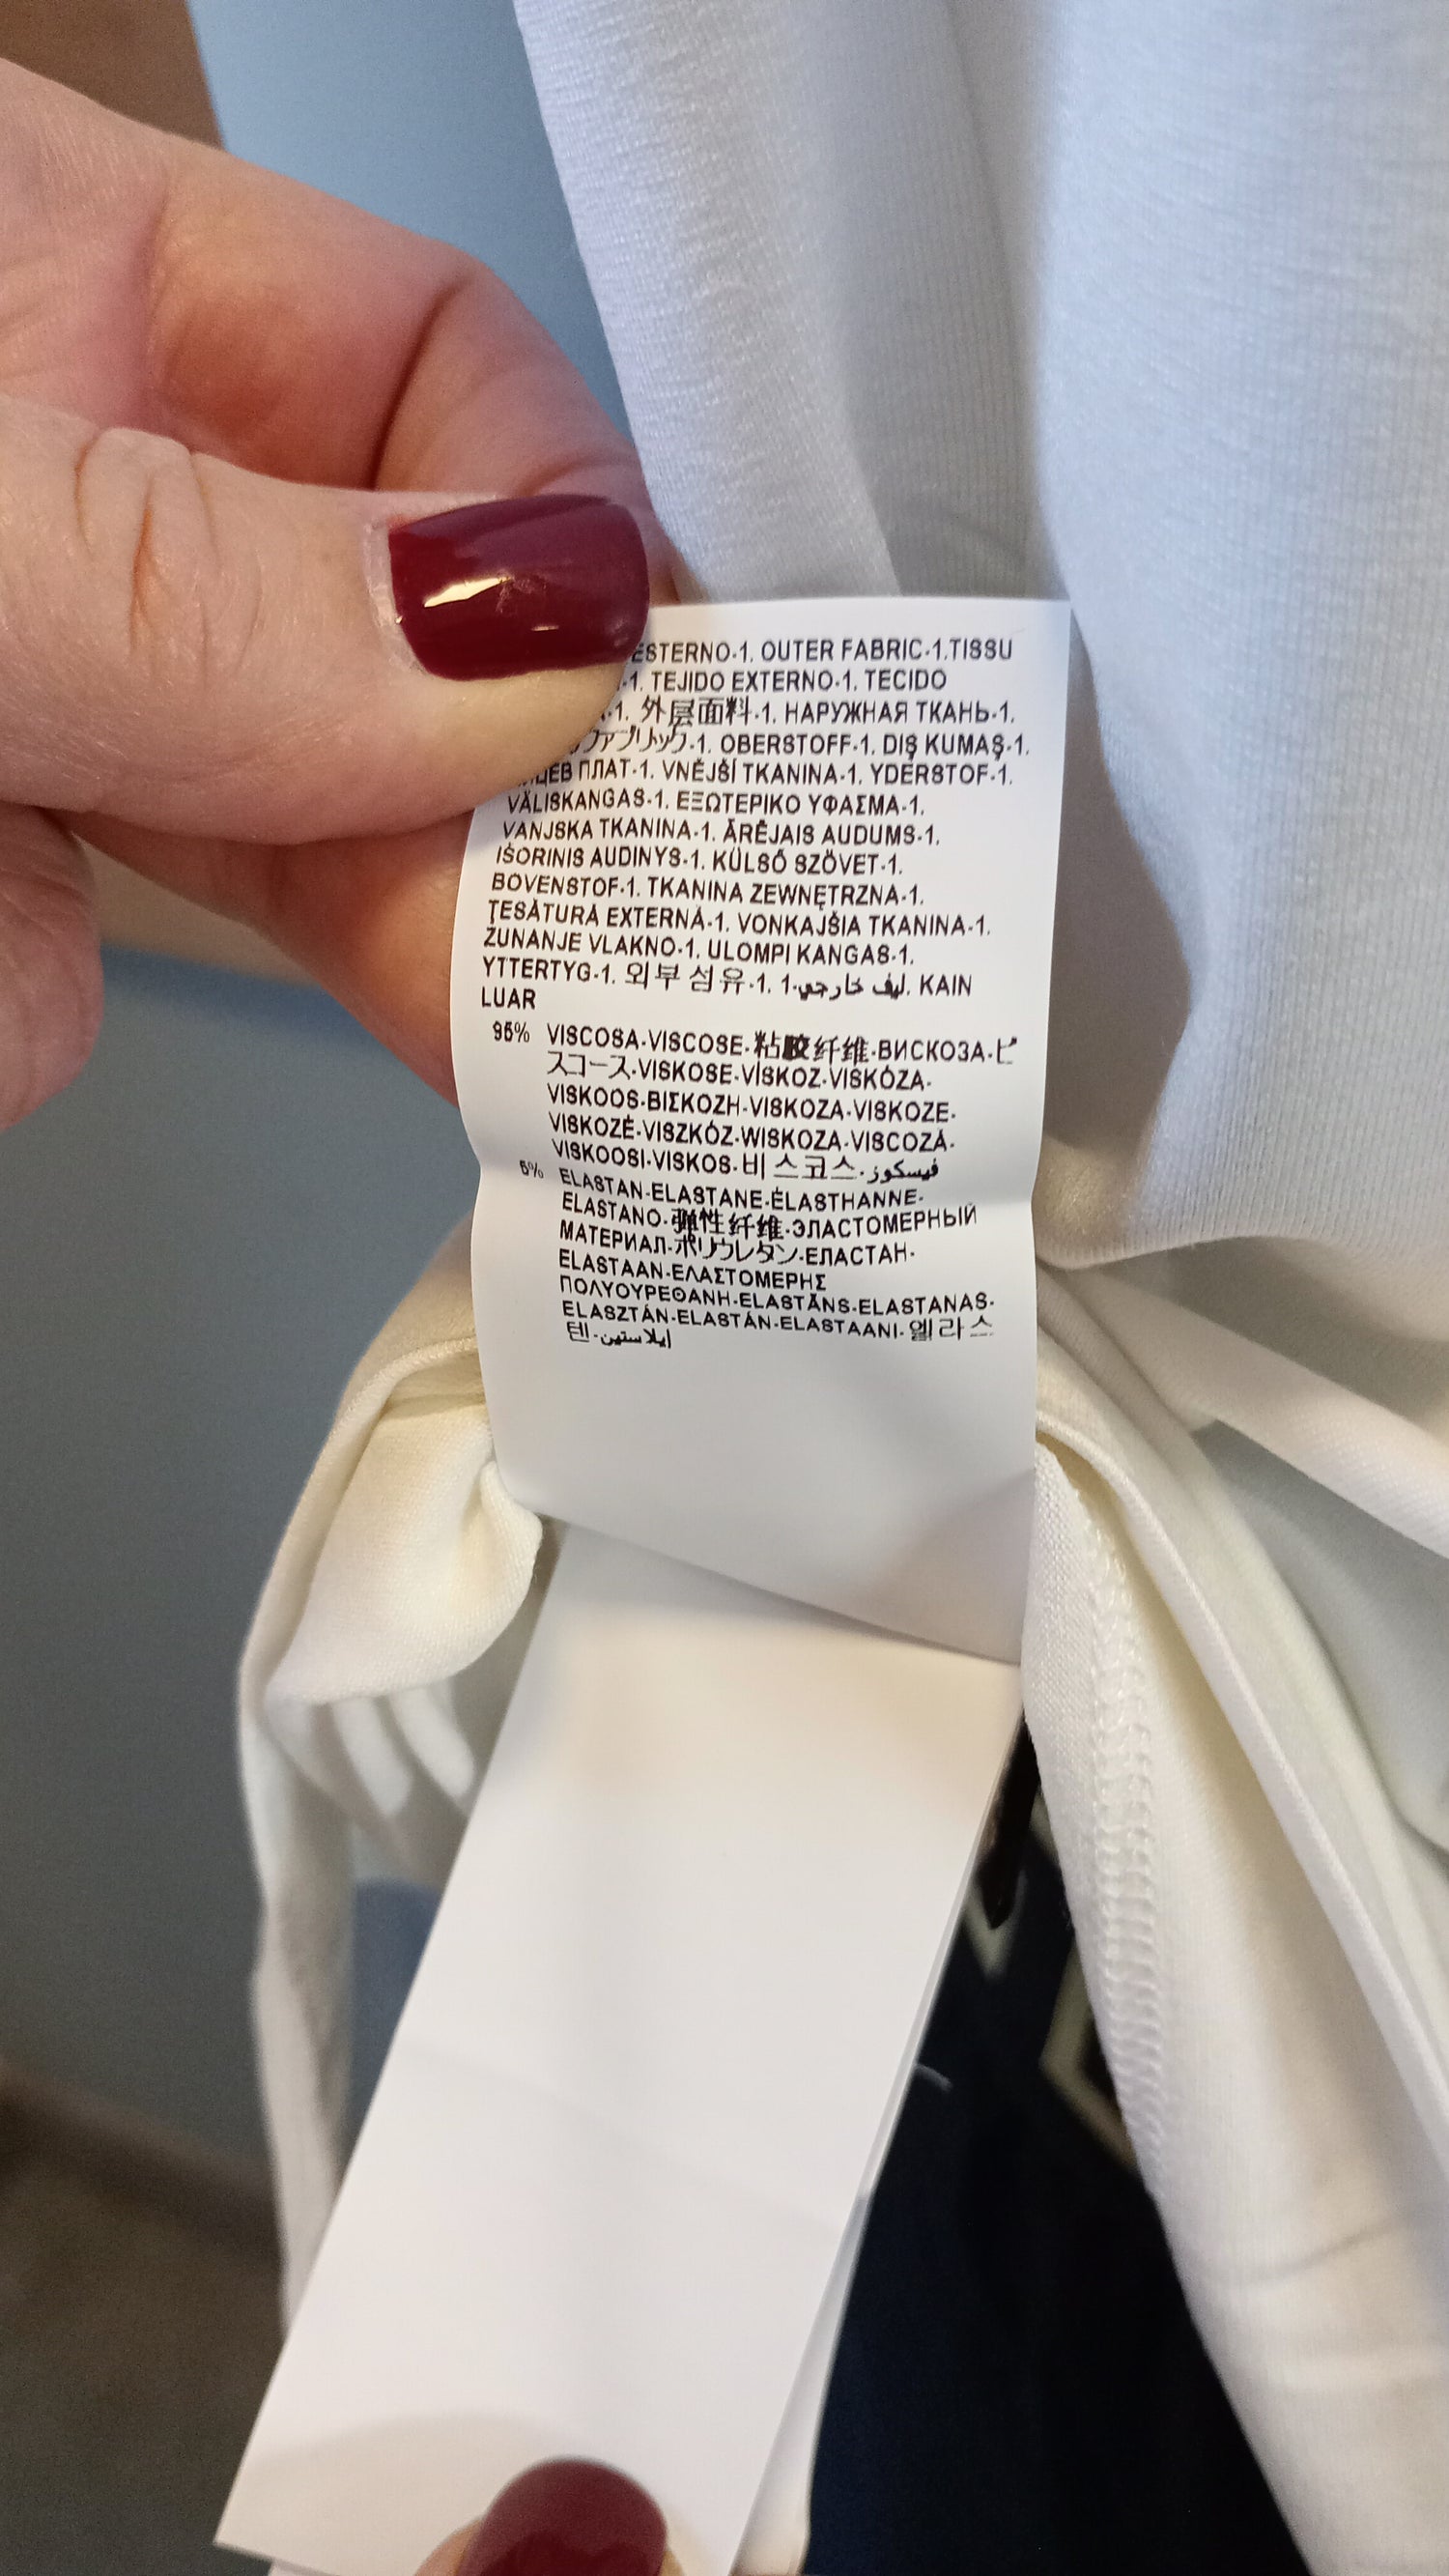 ESTERNO-1. OUTER FABRIC-1.TISSU
-1. TEJIDO EXTERNO-1. TECIDO
-1. 外层面料-1. НАРУЖНАЯ ТКАНЬ-1.
ファブリック-1. OBERSTOFF-1. DIŞ KUMAŞ-1.
ПЛАТ-1. VNĚJŠÍ TKANINA-1. YDERSTOF-1.
VÄLISKANGAS-1. ΕΞΩΤΕΡΙΚΟ ΥΦΑΣΜΑ-1.
VANJSKA TKANINA-1. ĀRĒJAIS AUDUMS-1.
IŠORINIS AUDINYS-1. KÜLSŐ SZÖVET-1.
BOVENSTOF-1. TKANINA ZEWNĘTRZNA-1.
ŢESĂTURĂ EXTERNĂ-1. VONKAJŠIA TKANINA-1.
ZUNANJE VLAKNO-1. ULOMPI KANGAS-1.
YTTERTYG-1. 외부 섬유-1. ليف خارجي-1. KAIN
LUAR
95% VISCOSA-VISCOSE-粘胶纤维-ВИСКОЗА-ビ
スコース-VISKOSE-VİSKOZ-VISKÓZA-
VISKOOS-ΒΙΣΚΟΖΗ-VISKOZA-VISKOZE-
VISKOZĖ-VISZKÓZ-WISKOZA-VISCOZĂ-
VISKOOSI-VISKOS-비스코스-فيسكوز
5% ELASTAN-ELASTANE-ÉLASTHANNE-
ELASTANO-弹性纤维-ЭЛАСТОМЕРНЫЙ
МАТЕРИАЛ-ポリウレタン-ЕЛАСТАН-
ELASTAAN-ΕΛΑΣΤΟΜΕΡΗΣ
ΠΟΛΥΟΥΡΕΘΑΝΗ-ELASTĀNS-ELASTANAS-
ELASZTÁN-ELASTÁN-ELASTAANI-엘라스
텐-ايلاستين